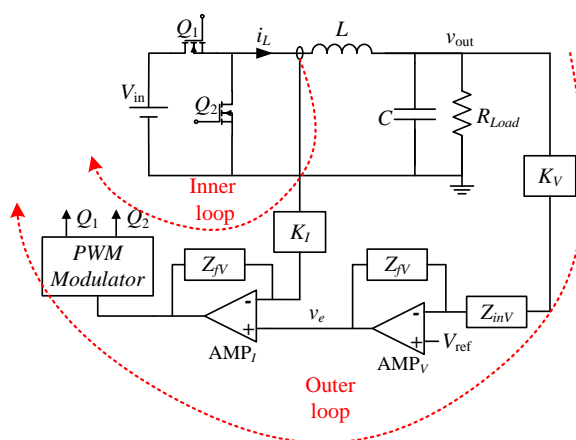 Q1
iL
L
vout
Vin
Q2
C
RLoad
KV
Inner
loop
Q1
Q2
KI
PWM
Modulator
ZfV
ZfV
-
+
ve
-
+
ZinV
Vref
AMPI
AMPV
Outer
loop